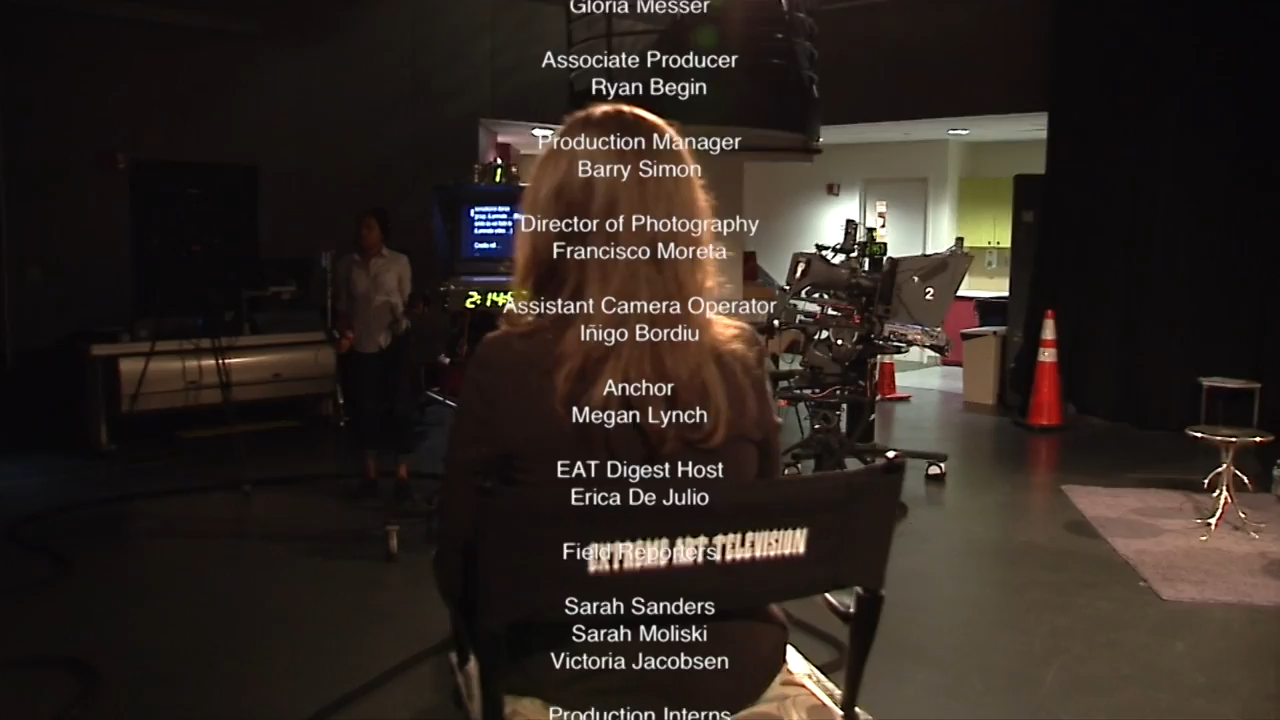 Gloria Messer
Associate Producer
Ryan Begin
Production Manager
Barry Simon
Director of Photography
Francisco Moreta
Assistant Camera Operator
Iñigo Bordiu
Anchor
Megan Lynch
EAT Digest Host
Erica De Julio
Field Reporters
TELEVISION
Sarah Sanders
Sarah Moliski
Victoria Jacobsen
Production Interns
2